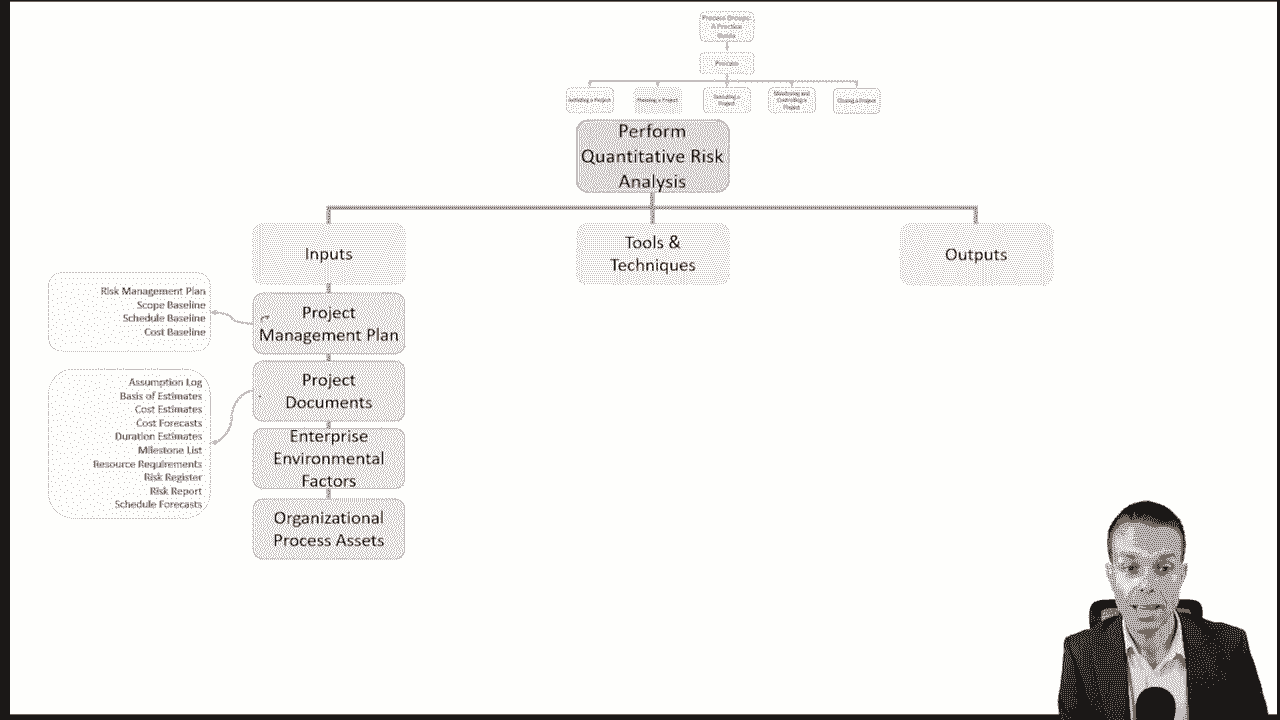 Process Groups:
A Practice
Guide
Process
Initiating a Project
Planning a Project
Executing a
Project
Monitoring and
Controlling a
Project
Closing a Project
Perform
Quantitative Risk
Analysis
Inputs
Tools &
Techniques
Outputs
Project
Management Plan
Risk Management Plan
Scope Baseline
Schedule Baseline
Cost Baseline
Project
Documents
Assumption Log
Basis of Estimates
Cost Estimates
Cost Forecasts
Duration Estimates
Milestone List
Resource Requirements
Risk Register
Risk Report
Schedule Forecasts
Enterprise
Environmental
Factors
Organizational
Process Assets